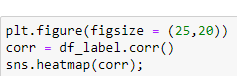 plt.figure(figsize = (25,20))
corr = df_label.corr()
sns.heatmap(corr);